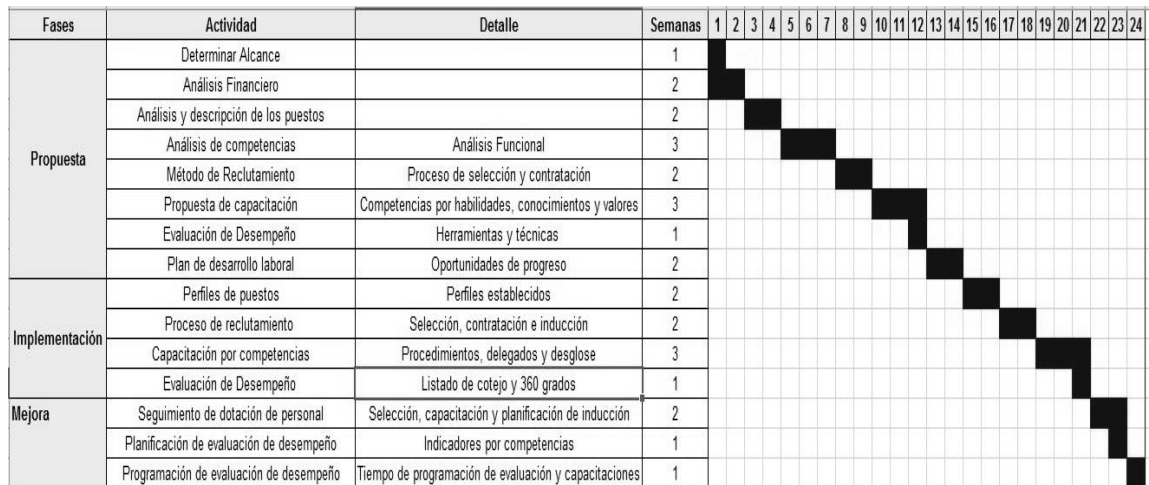 Fases Actividad Detalle Semanas 1 2 3 4 5 6 7 8 9 10 11 12 13 14 15 16 17 18 19 20 21 22 23 24
Propuesta
Determinar Alcance 1
Análisis Financiero 2
Análisis y descripción de los puestos 2
Análisis de competencias Análisis Funcional 3
Método de Reclutamiento Proceso de selección y contratación 2
Propuesta de capacitación Competencias por habilidades, conocimientos y valores 3
Evaluación de Desempeño Herramientas y técnicas 1
Plan de desarrollo laboral Oportunidades de progreso 2
Implementación
Perfiles de puestos Perfiles establecidos 2
Proceso de reclutamiento Selección, contratación e inducción 2
Capacitación por competencias Procedimientos, delegados y desglose 3
Evaluación de Desempeño Listado de cotejo y 360 grados 1
Mejora
Seguimiento de dotación de personal Selección, capacitación y planificación de inducción 2
Planificación de evaluación de desempeño Indicadores por competencias 1
Programación de evaluación de desempeño Tiempo de programación de evaluación y capacitaciones 1